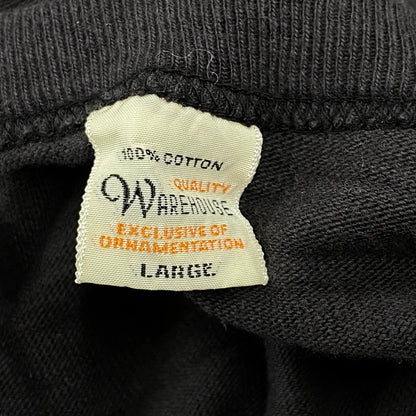 100% COTTON
QUALITY
WAREHOUSE
EXCLUSIVE OF
ORNAMENTATION
LARGE